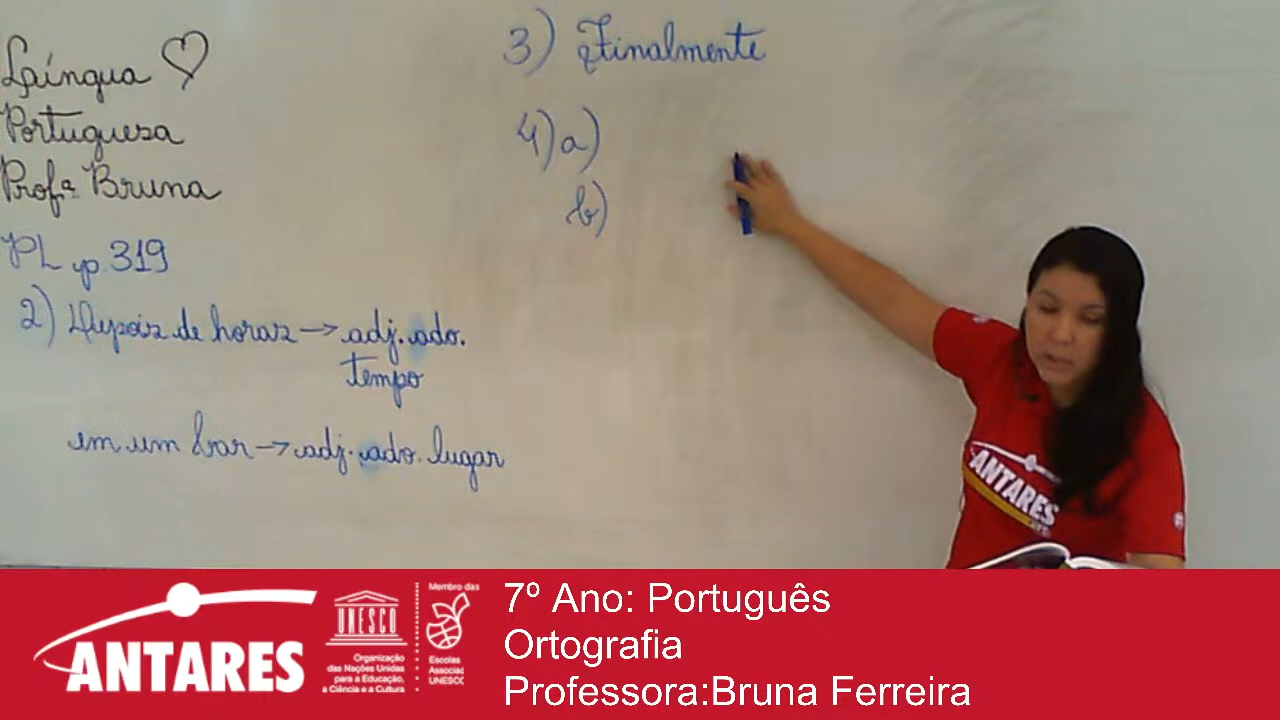 Laíngua ♡
Portuguesa
Profª Bruna
PL p.319
2) Depois de horas → adj. adv.
tempo
em um bar → adj. adv. lugar
3) Finalmente
4) a)
b)
ANTARES
ANTARES
UNESCO
Organização
das Nações Unidas
para a Educação,
a Ciência e a Cultura
Membro das
Escolas
Associad
UNESCO
7º Ano: Português
Ortografia
Professora:Bruna Ferreira